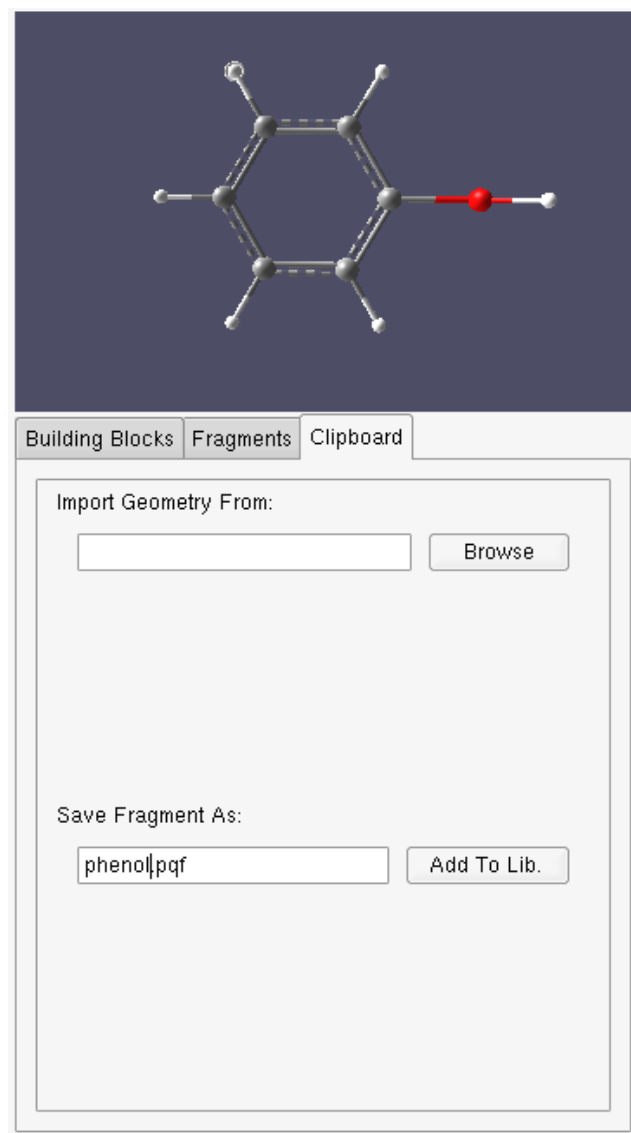 Building Blocks Fragments Clipboard
Import Geometry From:
Browse
Save Fragment As:
phenol.pqf Add To Lib.